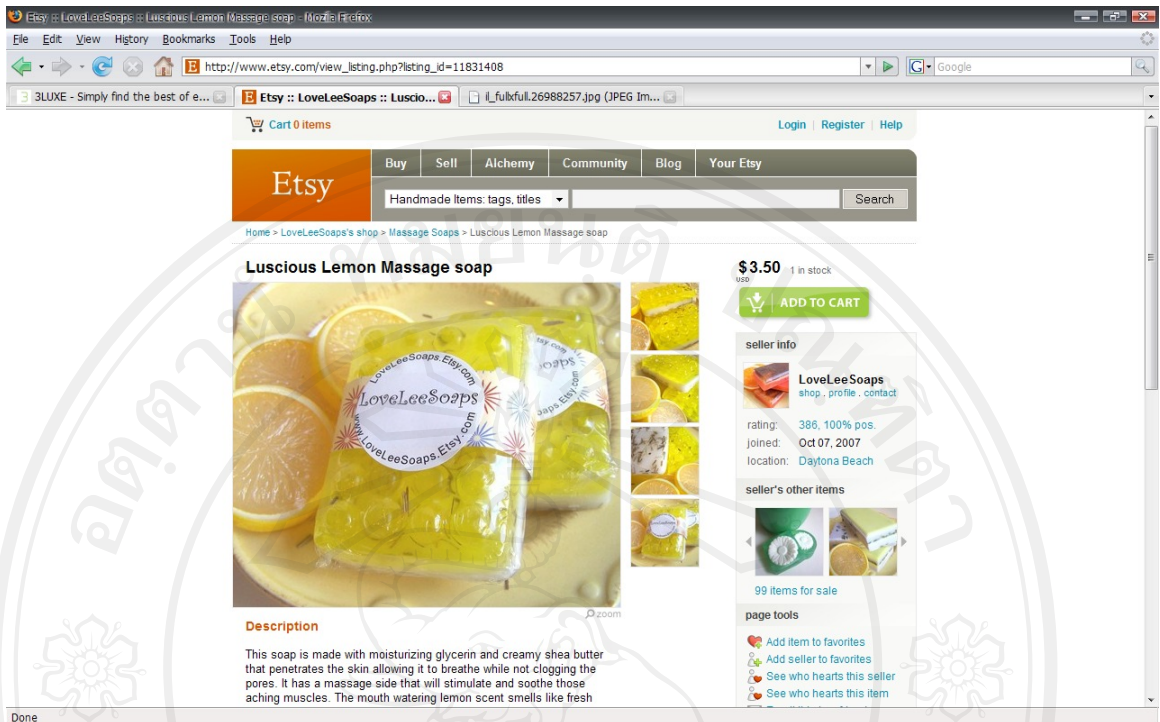 Etsy :: LoveLeeSoaps :: Luscious Lemon Massage soap - Mozilla Firefox
File Edit View History Bookmarks Tools Help
http://www.etsy.com/view_listing.php?listing_id=11831408
G Google
3LUXE - Simply find the best of e...
Etsy :: LoveLeeSoaps :: Luscio...
il_fullxfull.26988257.jpg (JPEG Im...
Cart 0 items
Login | Register | Help
Etsy
Buy Sell Alchemy Community Blog Your Etsy
Handmade Items: tags, titles
Search
Home > LoveLeeSoaps's shop > Massage Soaps > Luscious Lemon Massage soap
Luscious Lemon Massage soap
LoveLeeSoaps.Etsy.com
LoveLeeSoaps
www.LoveLeeSoaps.Etsy.com
zoom
Description
This soap is made with moisturizing glycerin and creamy shea butter
that penetrates the skin allowing it to breathe while not clogging the
pores. It has a massage side that will stimulate and soothe those
aching muscles. The mouth watering lemon scent smells like fresh
$3.50 1 in stock
USD
ADD TO CART
seller info
LoveLeeSoaps
shop . profile . contact
rating: 386, 100% pos.
joined: Oct 07, 2007
location: Daytona Beach
seller's other items
99 items for sale
page tools
Add item to favorites
Add seller to favorites
See who hearts this seller
See who hearts this item
Done